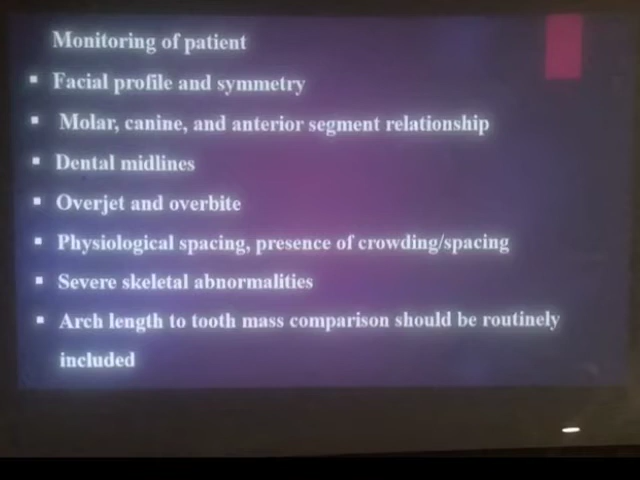 Monitoring of patient
▪ Facial profile and symmetry
▪ Molar, canine, and anterior segment relationship
▪ Dental midlines
▪ Overjet and overbite
▪ Physiological spacing, presence of crowding/spacing
▪ Severe skeletal abnormalities
▪ Arch length to tooth mass comparison should be routinely
included